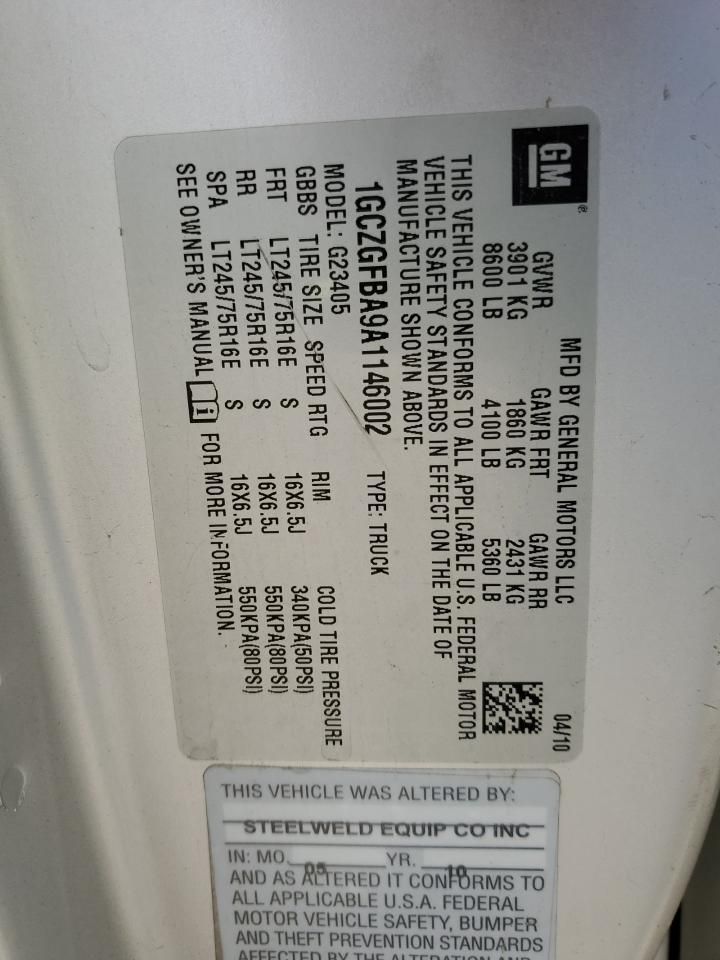 GM®
MFD BY GENERAL MOTORS LLC 04/10
GVWR GAWR FRT GAWR RR
3901 KG 1860 KG 2431 KG
8600 LB 4100 LB 5360 LB
THIS VEHICLE CONFORMS TO ALL APPLICABLE U.S. FEDERAL MOTOR
VEHICLE SAFETY STANDARDS IN EFFECT ON THE DATE OF
MANUFACTURE SHOWN ABOVE.
1GCZGFBA9A1146002 TYPE: TRUCK
MODEL: G23405
GBBS TIRE SIZE SPEED RTG RIM COLD TIRE PRESSURE
FRT LT245/75R16E S 16X6.5J 340KPA(50PSI)
RR LT245/75R16E S 16X6.5J 550KPA(80PSI)
SPA LT245/75R16E S 16X6.5J 550KPA(80PSI)
SEE OWNER'S MANUAL FOR MORE INFORMATION.
THIS VEHICLE WAS ALTERED BY:
STEELWELD EQUIP CO INC
IN: MO. 05 YR. 10
AND AS ALTERED IT CONFORMS TO
ALL APPLICABLE U.S.A. FEDERAL
MOTOR VEHICLE SAFETY, BUMPER
AND THEFT PREVENTION STANDARDS
AFFECTED BY THE ALTERATION AND